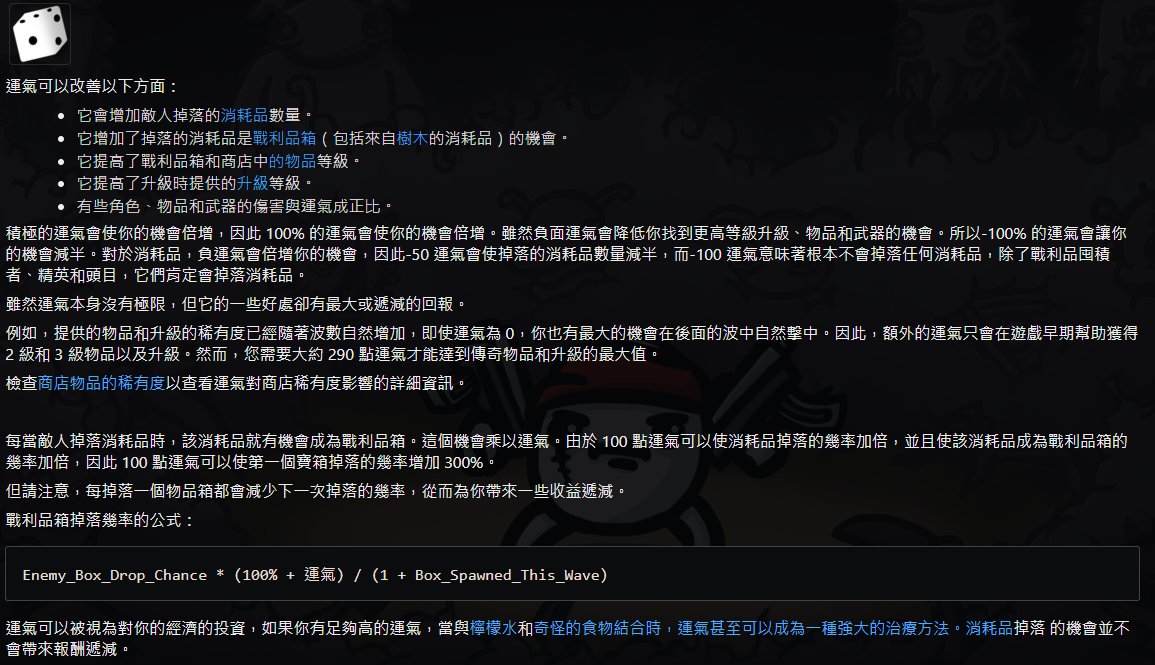 運氣可以改善以下方面：
• 它會增加敵人掉落的消耗品數量。
• 它增加了掉落的消耗品是戰利品箱（包括來自樹木的消耗品）的機會。
• 它提高了戰利品箱和商店中的物品等級。
• 它提高了升級時提供的升級等級。
• 有些角色、物品和武器的傷害與運氣成正比。
積極的運氣會使你的機會倍增，因此 100% 的運氣會使你的機會倍增。雖然負面運氣會降低你找到更高等級升級、物品和武器的機會。所以-100% 的運氣會讓你
的機會減半。對於消耗品，負運氣會倍增你的機會，因此-50 運氣會使掉落的消耗品數量減半，而-100 運氣意味著根本不會掉落任何消耗品，除了戰利品囤積
者、精英和頭目，它們肯定會掉落消耗品。
雖然運氣本身沒有極限，但它的一些好處卻有最大或遞減的回報。
例如，提供的物品和升級的稀有度已經隨著波數自然增加，即使運氣為 0，你也有最大的機會在後面的波中自然擊中。因此，額外的運氣只會在遊戲早期幫助獲得
2 級和 3 級物品以及升級。然而，您需要大約 290 點運氣才能達到傳奇物品和升級的最大值。
檢查商店物品的稀有度以查看運氣對商店稀有度影響的詳細資訊。
每當敵人掉落消耗品時，該消耗品就有機會成為戰利品箱。這個機會乘以運氣。由於 100 點運氣可以使消耗品掉落的幾率加倍，並且使該消耗品成為戰利品箱的
幾率加倍，因此 100 點運氣可以使第一個寶箱掉落的幾率增加 300%。
但請注意，每掉落一個物品箱都會減少下一次掉落的幾率，從而為你帶來一些收益遞減。
戰利品箱掉落幾率的公式：
Enemy_Box_Drop_Chance * (100% + 運氣) / (1 + Box_Spawned_This_Wave)
運氣可以被視為對你的經濟的投資，如果你有足夠高的運氣，當與檸檬水和奇怪的食物結合時，運氣甚至可以成為一種強大的治療方法。消耗品掉落 的機會並不
會帶來報酬遞減。